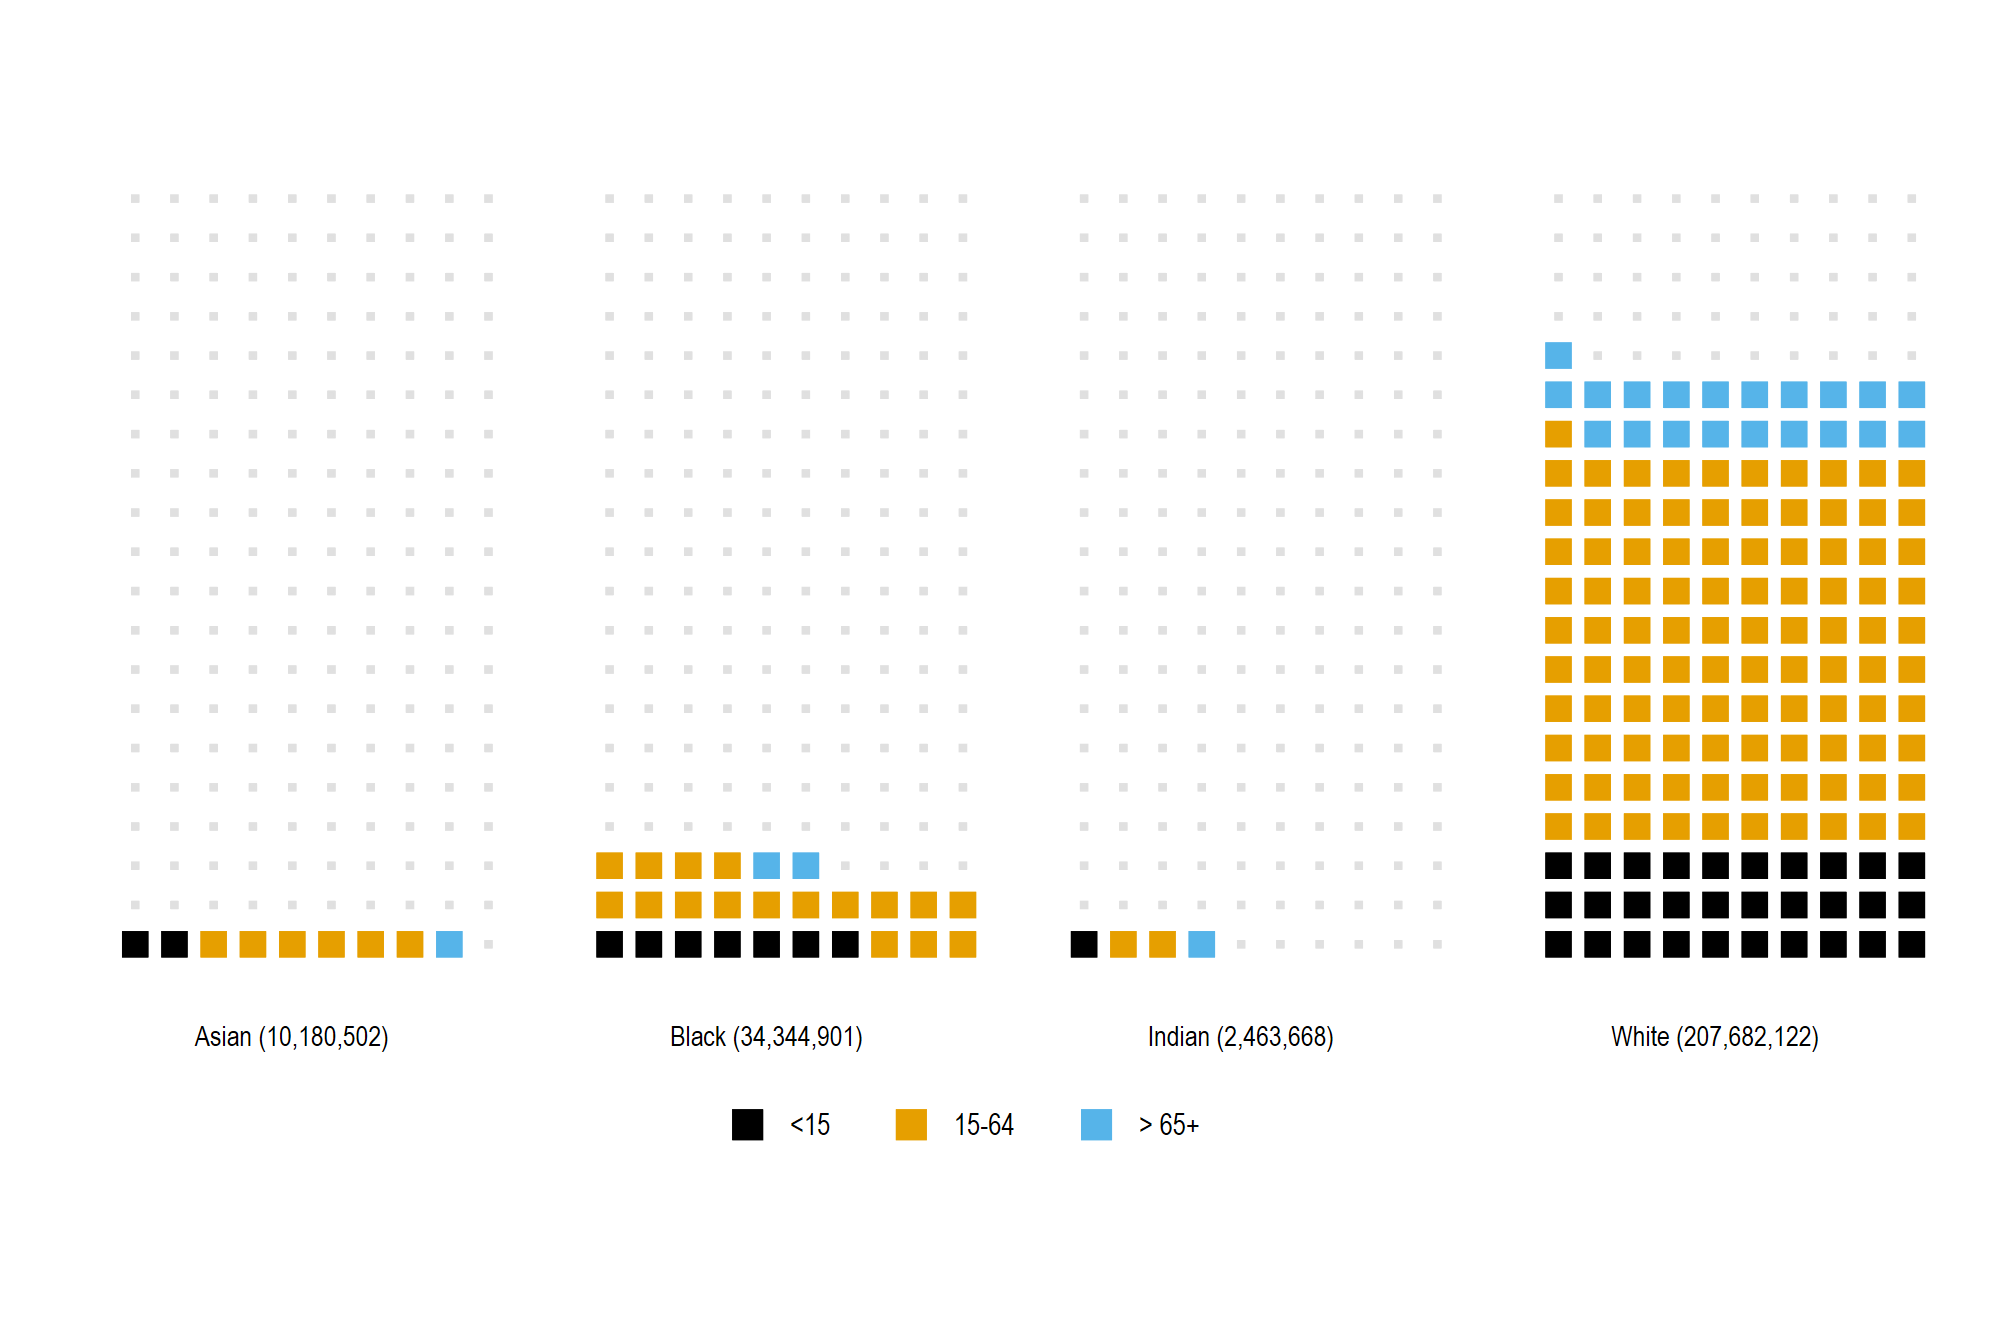 Asian (10,180,502)
Black (34,344,901)
Indian (2,463,668)
White (207,682,122)
<15
15-64
> 65+